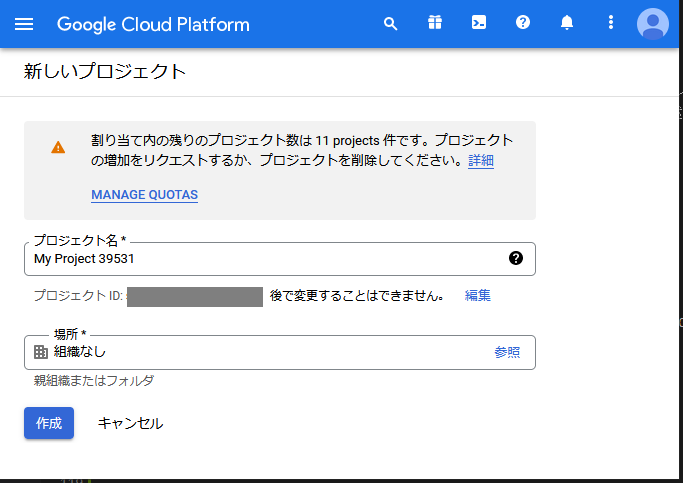 Google Cloud Platform
新しいプロジェクト
割り当て内の残りのプロジェクト数は 11 projects 件です。プロジェクト
の増加をリクエストするか、プロジェクトを削除してください。詳細
MANAGE QUOTAS
プロジェクト名 *
My Project 39531
プロジェクト ID: 後で変更することはできません。 編集
場所 *
組織なし 参照
親組織またはフォルダ
作成 キャンセル